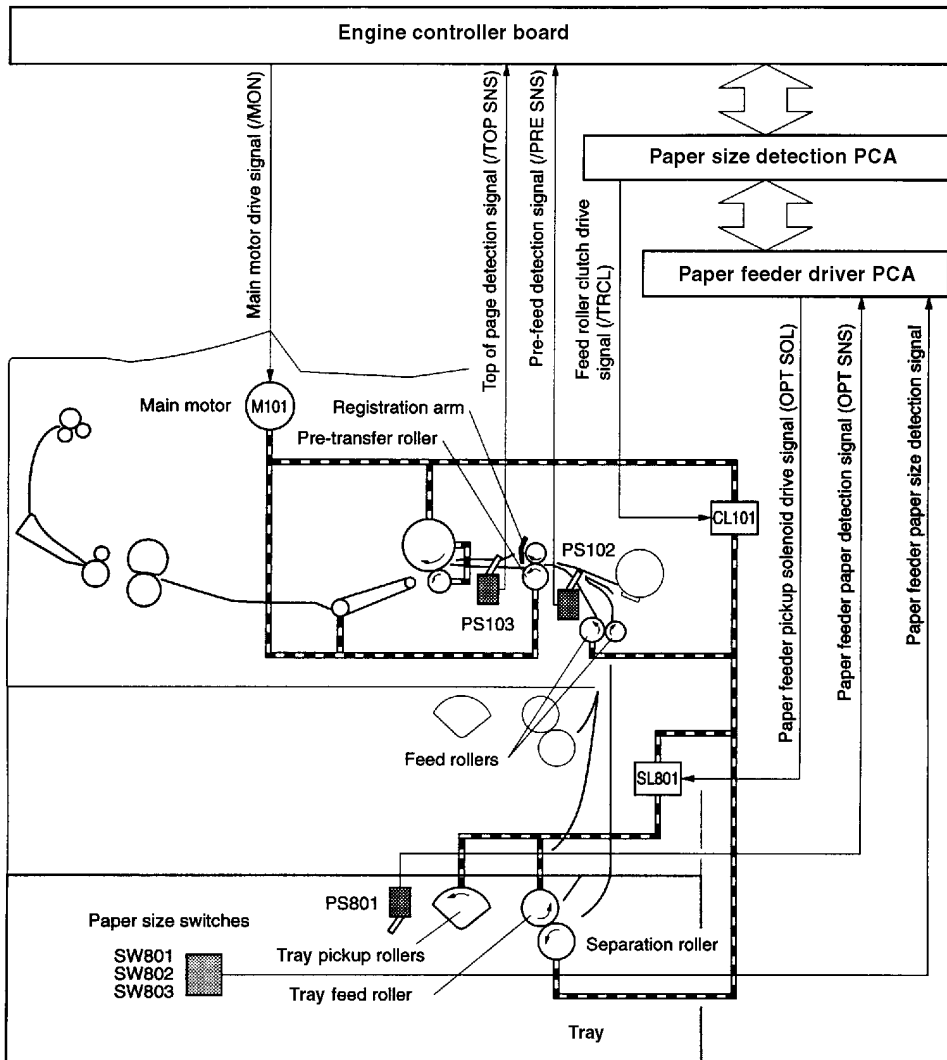 Engine controller board
Main motor drive signal (/MON)
Top of page detection signal (/TOP SNS)
Pre-feed detection signal (/PRE SNS)
Feed roller clutch drive
signal (/TRCL)
Paper size detection PCA
Paper feeder driver PCA
Paper feeder pickup solenoid drive signal (OPT SOL)
Paper feeder paper detection signal (OPT SNS)
Paper feeder paper size detection signal
Main motor
M101
Registration arm
Pre-transfer roller
CL101
PS102
PS103
Feed rollers
SL801
PS801
Paper size switches
SW801
SW802
SW803
Tray pickup rollers
Tray feed roller
Separation roller
Tray